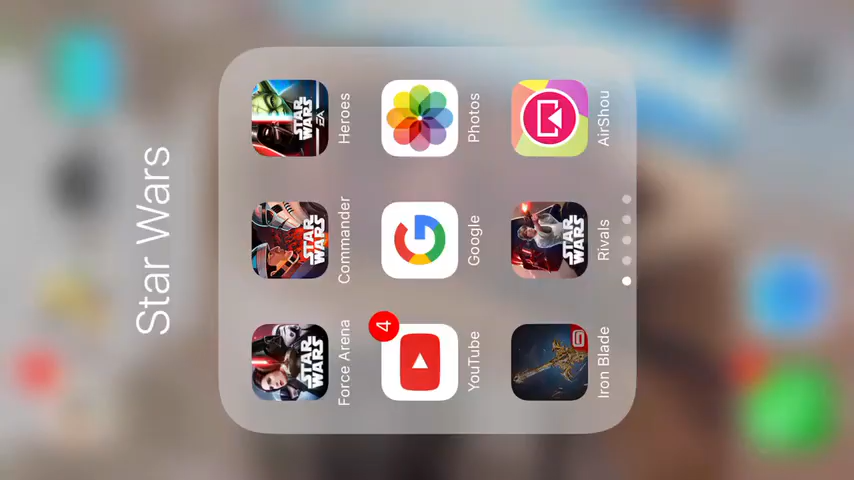 Star Wars
STAR
WARS
Force Arena
STAR
WARS
Commander
STAR
WARS
EA
Heroes
4
YouTube
G
Google
Photos
Iron Blade
STAR
WARS
Rivals
AirShou